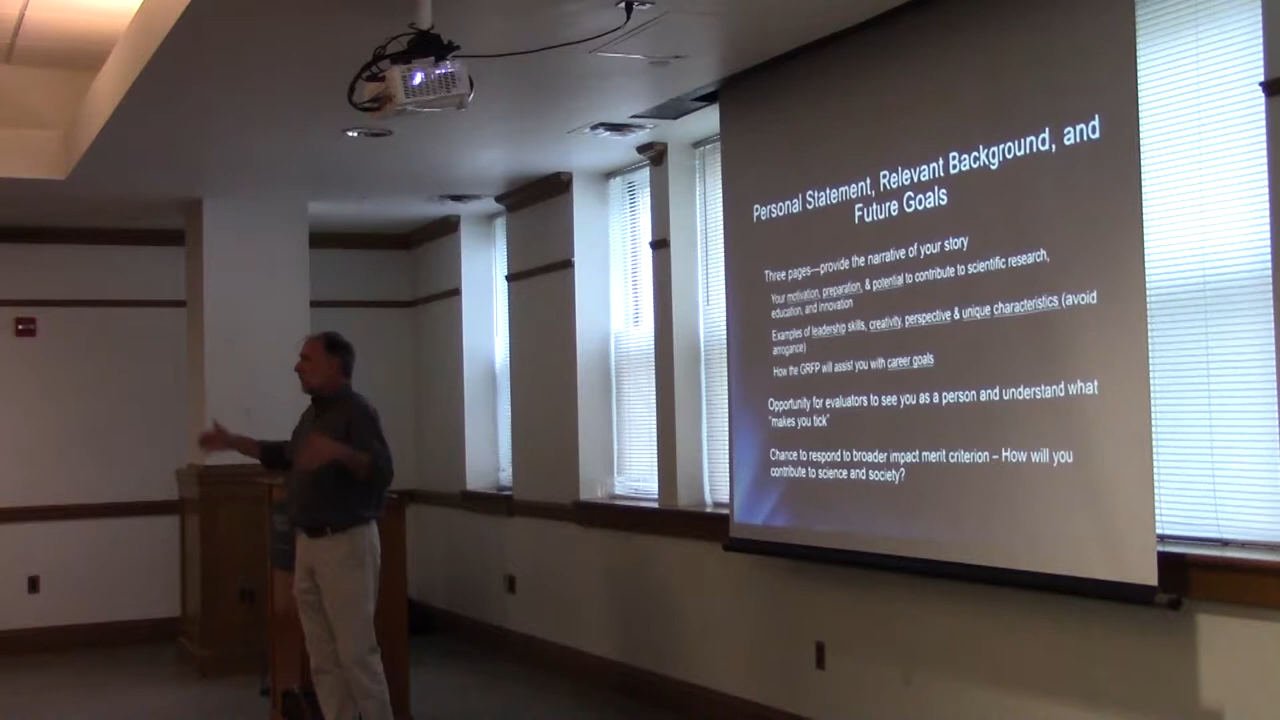 Personal Statement, Relevant Background, and
Future Goals
Three pages—provide the narrative of your story
Your motivation, preparation, & potential to contribute to scientific research,
education, and innovation
Examples of leadership skills, creativity, perspective & unique characteristics (avoid
arrogance)
How the GRFP will assist you with career goals
Opportunity for evaluators to see you as a person and understand what
"makes you tick"
Chance to respond to broader impact merit criterion – How will you
contribute to science and society?